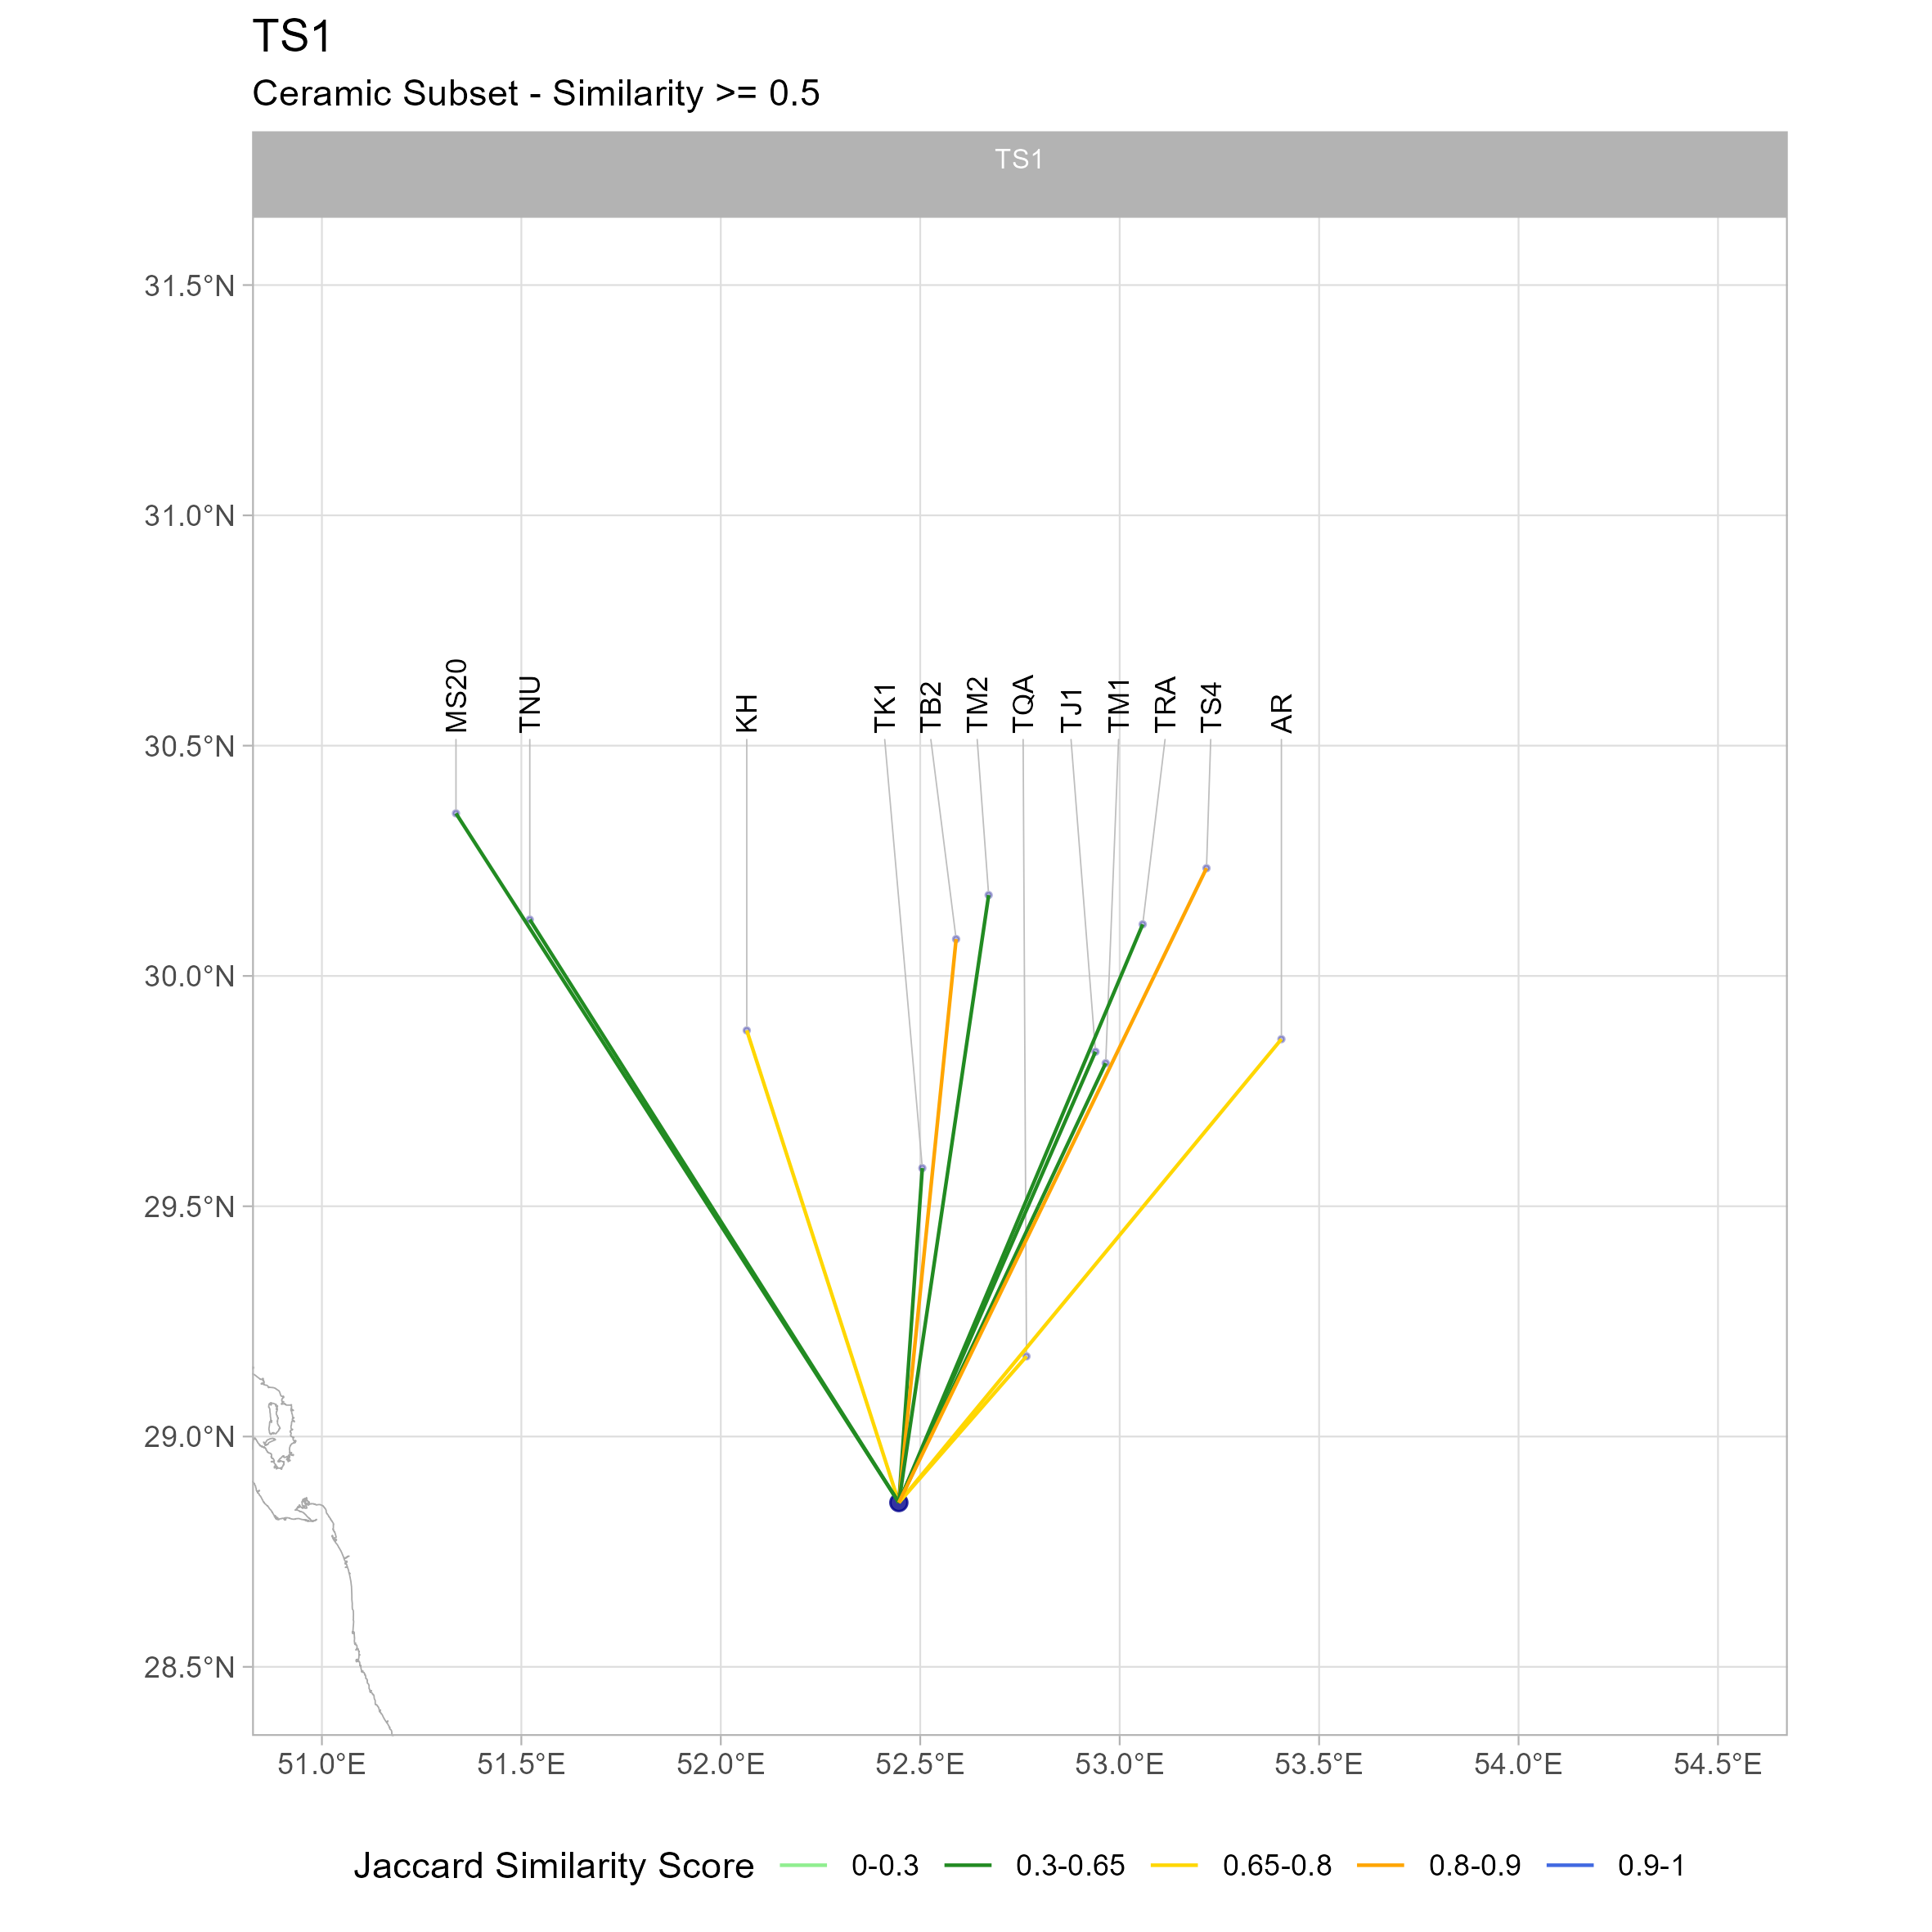 TS1
Ceramic Subset - Similarity >= 0.5
TS1
31.5°N
31.0°N
30.5°N
30.0°N
29.5°N
29.0°N
28.5°N
MS20
TNU
KH
TK1
TB2
TM2
TQA
TJ1
TM1
TRA
TS4
AR
51.0°E 51.5°E 52.0°E 52.5°E 53.0°E 53.5°E 54.0°E 54.5°E
Jaccard Similarity Score 0-0.3 0.3-0.65 0.65-0.8 0.8-0.9 0.9-1